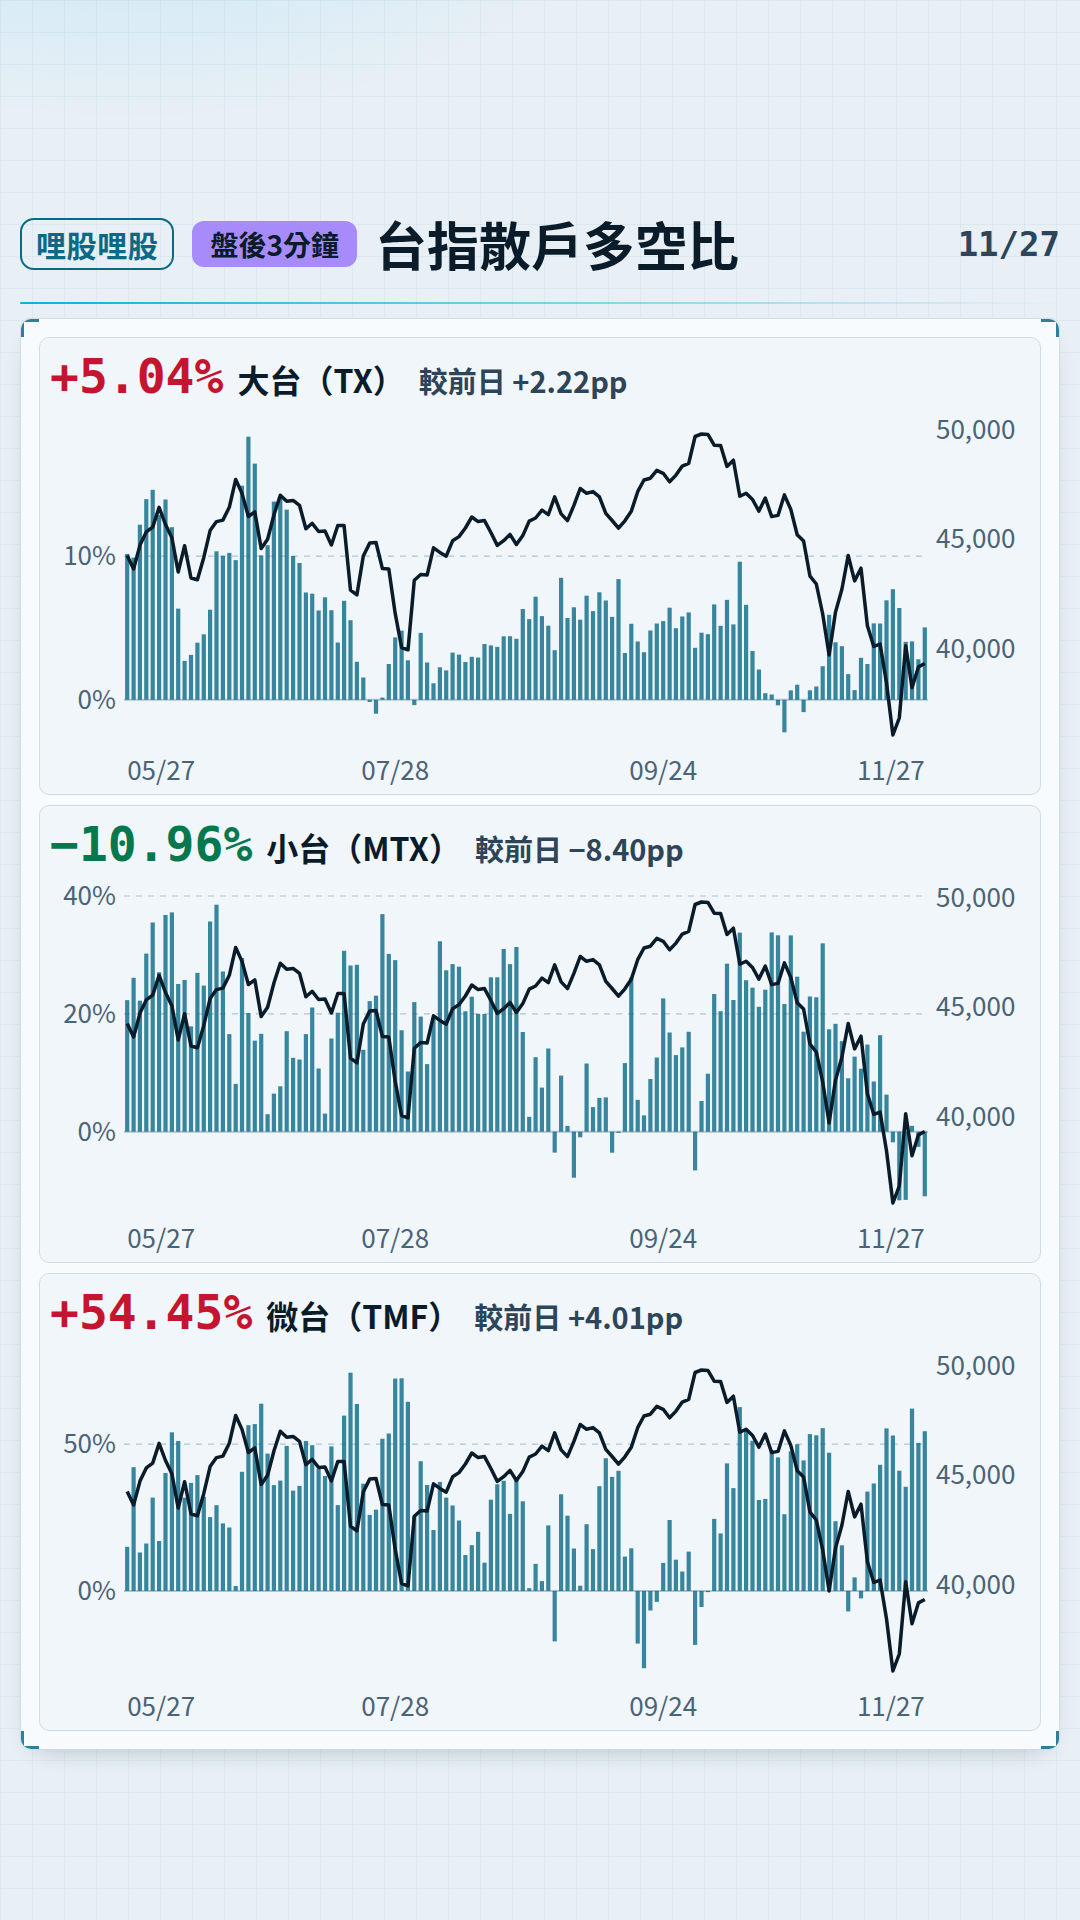 哩股哩股 盤後3分鐘 台指散戶多空比 11/27
+5.04% 大台（TX） 較前日 +2.22pp
50,000
10%
45,000
40,000
0%
05/27 07/28 09/24 11/27
−10.96% 小台（MTX） 較前日 −8.40pp
40% 50,000
20% 45,000
0% 40,000
05/27 07/28 09/24 11/27
+54.45% 微台（TMF） 較前日 +4.01pp
50,000
50%
45,000
0% 40,000
05/27 07/28 09/24 11/27